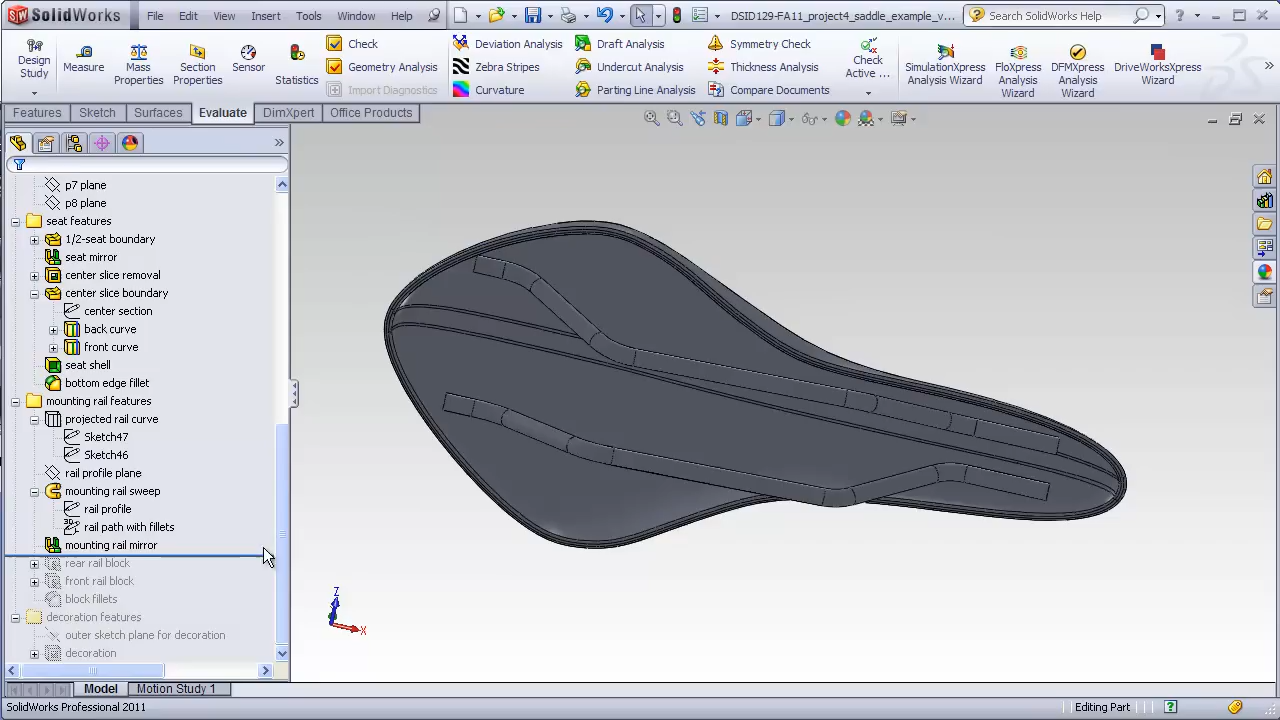 SolidWorks File Edit View Insert Tools Window Help DSID129-FA11_project4_saddle_example_v... Search SolidWorks Help
Design Study
Measure
Mass Properties
Section Properties
Sensor
Statistics
Check
Geometry Analysis
Import Diagnostics
Deviation Analysis
Zebra Stripes
Curvature
Draft Analysis
Undercut Analysis
Parting Line Analysis
Symmetry Check
Thickness Analysis
Compare Documents
Check Active ...
SimulationXpress Analysis Wizard
FloXpress Analysis Wizard
DFMXpress Analysis Wizard
DriveWorksXpress Wizard
Features Sketch Surfaces Evaluate DimXpert Office Products
p7 plane
p8 plane
seat features
1/2-seat boundary
seat mirror
center slice removal
center slice boundary
center section
back curve
front curve
seat shell
bottom edge fillet
mounting rail features
projected rail curve
Sketch47
Sketch46
rail profile plane
mounting rail sweep
rail profile
3D
rail path with fillets
mounting rail mirror
rear rail block
front rail block
block fillets
decoration features
outer sketch plane for decoration
decoration
Z
X
Model Motion Study 1
SolidWorks Professional 2011 Editing Part